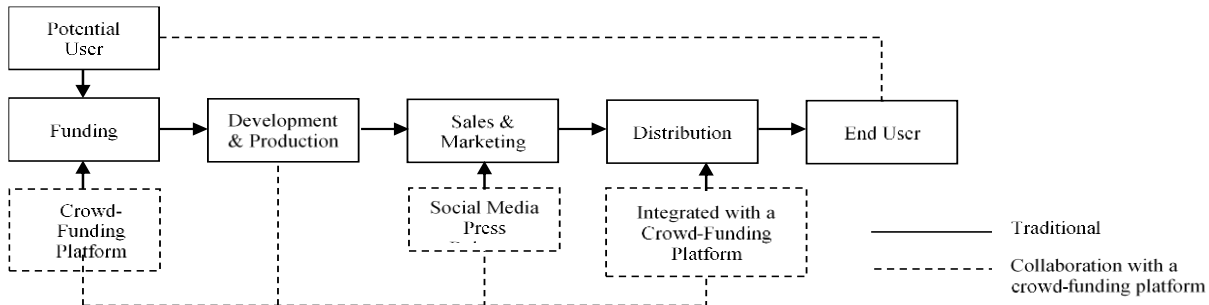 Potential
User
Funding
Development
& Production
Sales &
Marketing
Distribution
End User
Crowd-
Funding
Platform
Social Media
Press
Integrated with a
Crowd-Funding
Platform
Traditional
Collaboration with a
crowd-funding platform